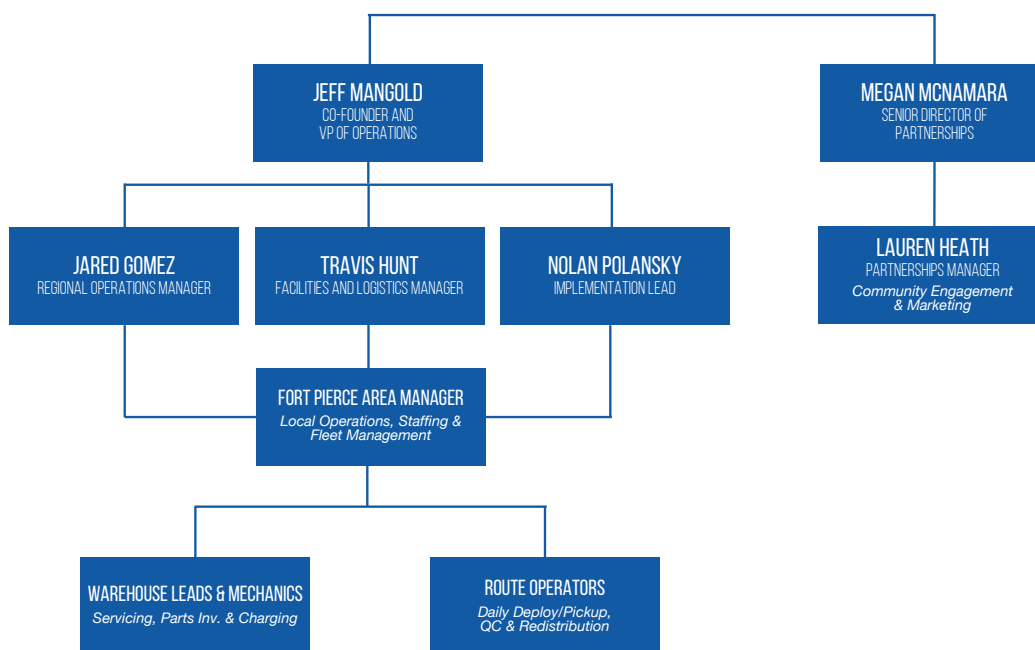 JEFF MANGOLD
CO-FOUNDER AND
VP OF OPERATIONS
MEGAN MCNAMARA
SENIOR DIRECTOR OF
PARTNERSHIPS
JARED GOMEZ
REGIONAL OPERATIONS MANAGER
TRAVIS HUNT
FACILITIES AND LOGISTICS MANAGER
NOLAN POLANSKY
IMPLEMENTATION LEAD
LAUREN HEATH
PARTNERSHIPS MANAGER
Community Engagement
& Marketing
FORT PIERCE AREA MANAGER
Local Operations, Staffing &
Fleet Management
WAREHOUSE LEADS & MECHANICS
Servicing, Parts Inv. & Charging
ROUTE OPERATORS
Daily Deploy/Pickup,
QC & Redistribution